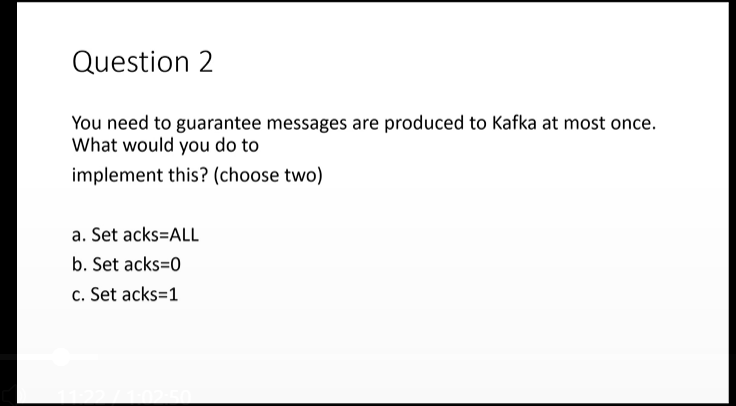 Question 2
You need to guarantee messages are produced to Kafka at most once.
What would you do to
implement this? (choose two)
a. Set acks=ALL
b. Set acks=0
c. Set acks=1